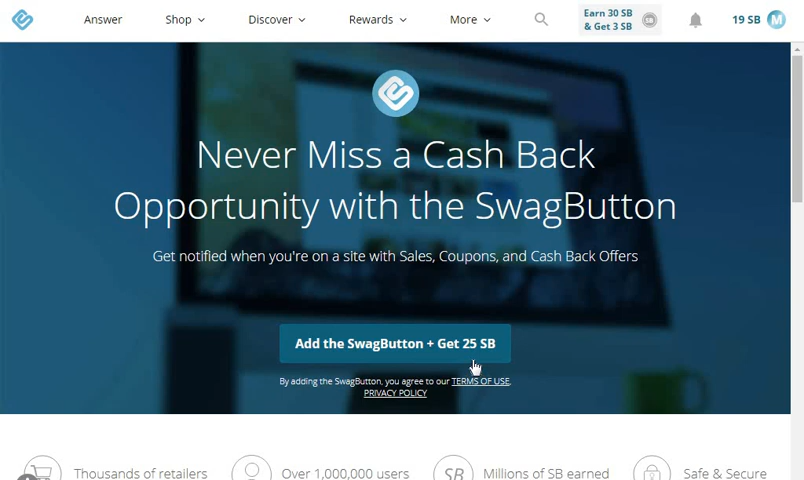 Answer Shop Discover Rewards More Earn 30 SB & Get 3 SB SB 19 SB M
Never Miss a Cash Back
Opportunity with the SwagButton
Get notified when you're on a site with Sales, Coupons, and Cash Back Offers
Add the SwagButton + Get 25 SB
By adding the SwagButton, you agree to our TERMS OF USE,
PRIVACY POLICY
Thousands of retailers Over 1,000,000 users SB Millions of SB earned Safe & Secure